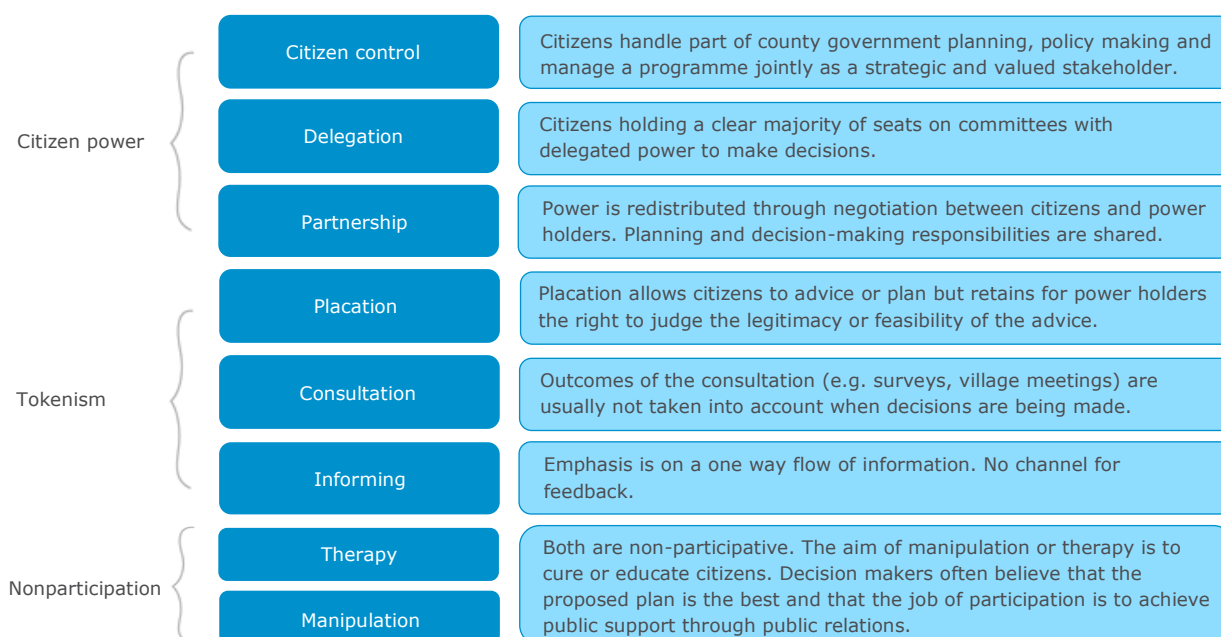 Citizen power
Citizen control
Citizens handle part of county government planning, policy making and
manage a programme jointly as a strategic and valued stakeholder.
Delegation
Citizens holding a clear majority of seats on committees with
delegated power to make decisions.
Partnership
Power is redistributed through negotiation between citizens and power
holders. Planning and decision-making responsibilities are shared.
Tokenism
Placation
Placation allows citizens to advice or plan but retains for power holders
the right to judge the legitimacy or feasibility of the advice.
Consultation
Outcomes of the consultation (e.g. surveys, village meetings) are
usually not taken into account when decisions are being made.
Informing
Emphasis is on a one way flow of information. No channel for
feedback.
Nonparticipation
Therapy
Manipulation
Both are non-participative. The aim of manipulation or therapy is to
cure or educate citizens. Decision makers often believe that the
proposed plan is the best and that the job of participation is to achieve
public support through public relations.